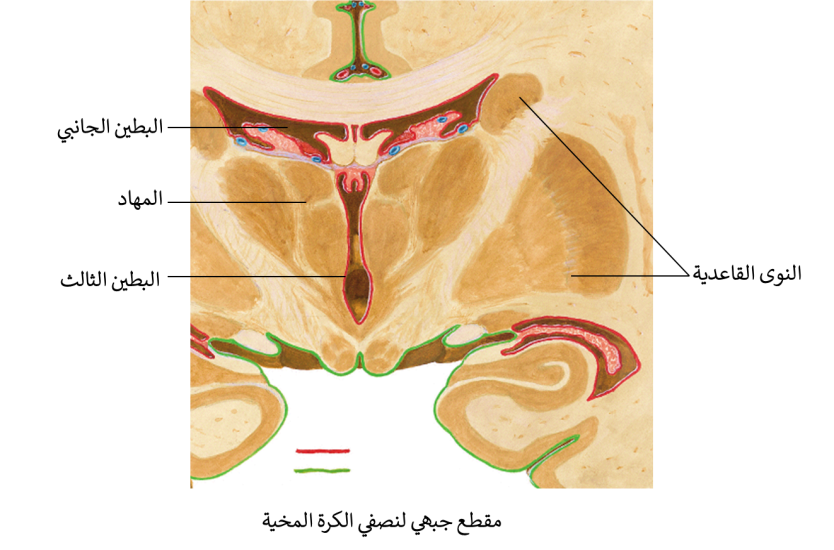 البطين الجانبي
المهاد
البطين الثالث
النوى القاعدية
مقطع جبهي لنصفي الكرة المخية